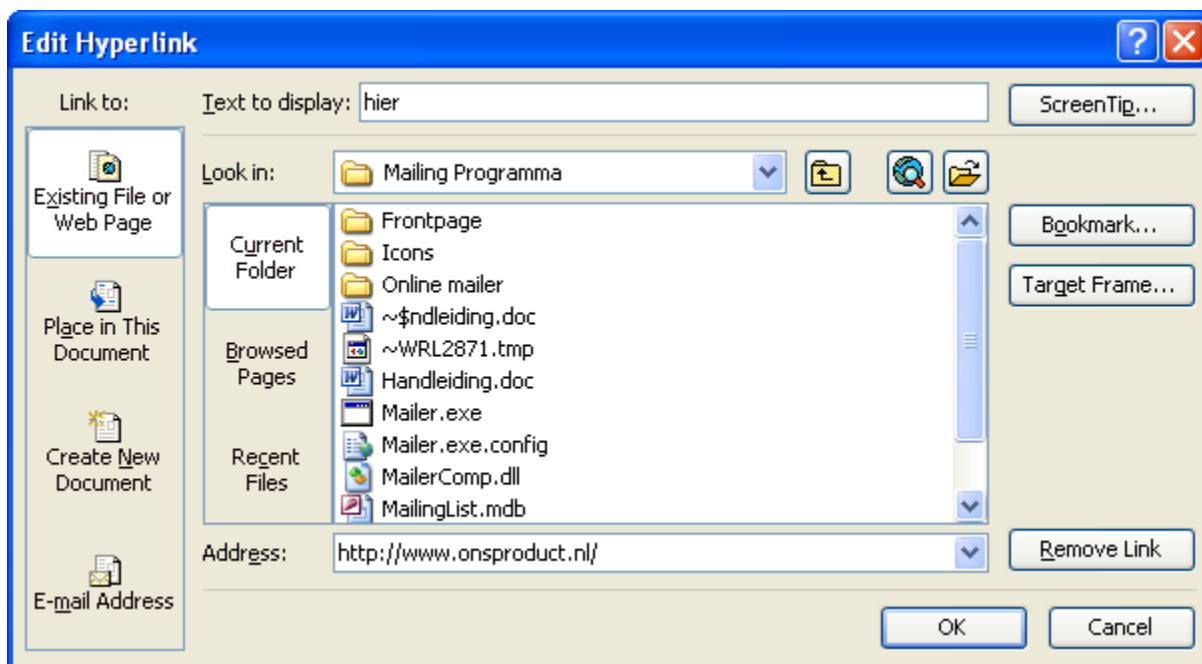 Edit Hyperlink
Link to:
Text to display: hier
ScreenTip...
Existing File or
Web Page
Look in: Mailing Programma
Current
Folder
Frontpage
Icons
Online mailer
~$ndleiding.doc
~WRL2871.tmp
Handleiding.doc
Mailer.exe
Mailer.exe.config
MailerComp.dll
MailingList.mdb
Bookmark...
Target Frame...
Place in This
Document
Browsed
Pages
Create New
Document
Recent
Files
Address: http://www.onsproduct.nl/
Remove Link
E-mail Address
OK
Cancel